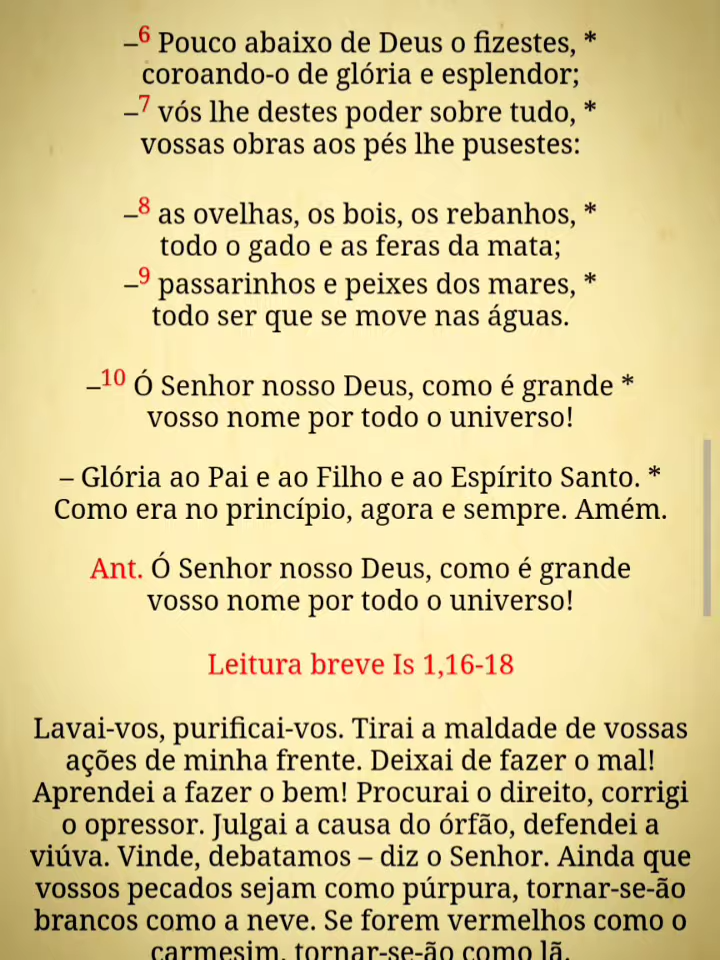 –6 Pouco abaixo de Deus o fizestes, *
coroando-o de glória e esplendor;
–7 vós lhe destes poder sobre tudo, *
vossas obras aos pés lhe pusestes:
–8 as ovelhas, os bois, os rebanhos, *
todo o gado e as feras da mata;
–9 passarinhos e peixes dos mares, *
todo ser que se move nas águas.
–10 Ó Senhor nosso Deus, como é grande *
vosso nome por todo o universo!
– Glória ao Pai e ao Filho e ao Espírito Santo. *
Como era no princípio, agora e sempre. Amém.
Ant. Ó Senhor nosso Deus, como é grande
vosso nome por todo o universo!
Leitura breve Is 1,16-18
Lavai-vos, purificai-vos. Tirai a maldade de vossas
ações de minha frente. Deixai de fazer o mal!
Aprendei a fazer o bem! Procurai o direito, corrigi
o opressor. Julgai a causa do órfão, defendei a
viúva. Vinde, debatamos – diz o Senhor. Ainda que
vossos pecados sejam como púrpura, tornar-se-ão
brancos como a neve. Se forem vermelhos como o
carmesim, tornar-se-ão como lã.